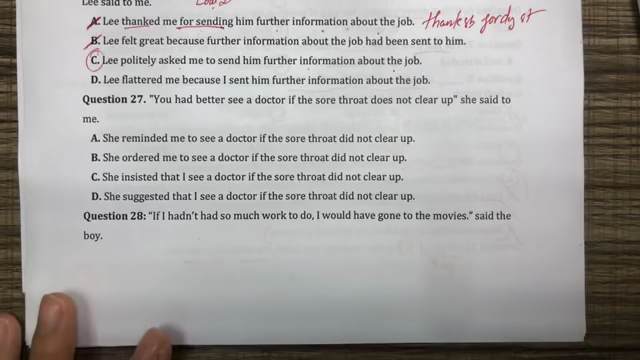 Lee said to me.
A. Lee thanked me for sending him further information about the job. thank sb for doing st
B. Lee felt great because further information about the job had been sent to him.
C. Lee politely asked me to send him further information about the job.
D. Lee flattered me because I sent him further information about the job.
Question 27. "You had better see a doctor if the sore throat does not clear up" she said to
me.
A. She reminded me to see a doctor if the sore throat did not clear up.
B. She ordered me to see a doctor if the sore throat did not clear up.
C. She insisted that I see a doctor if the sore throat did not clear up.
D. She suggested that I see a doctor if the sore throat did not clear up.
Question 28: "If I hadn't had so much work to do, I would have gone to the movies." said the
boy.